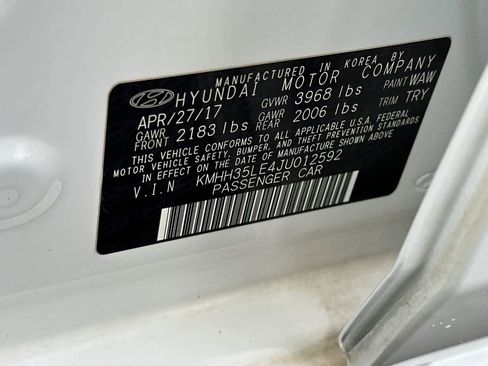 MANUFACTURED IN KOREA BY
HYUNDAI MOTOR COMPANY
APR/27/17 GVWR 3968 lbs PAINT WAW
GAWR FRONT 2183 lbs GAWR REAR 2006 lbs TRIM TRY
THIS VEHICLE CONFORMS TO ALL APPLICABLE U.S.A. FEDERAL
MOTOR VEHICLE SAFETY, BUMPER, AND THEFT PREVENTION STANDARDS
IN EFFECT ON THE DATE OF MANUFACTURE SHOWN ABOVE.
V.I.N KMHH35LE4JU012592
PASSENGER CAR